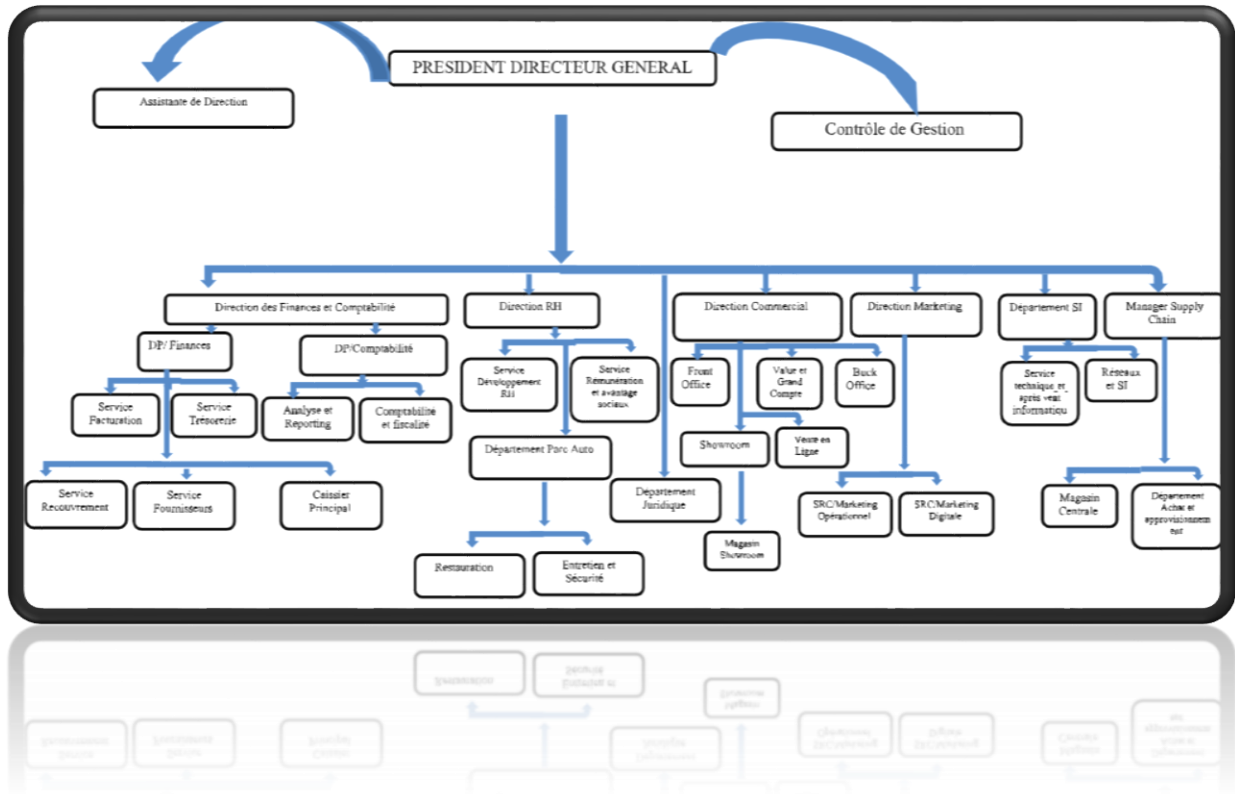 PRESIDENT DIRECTEUR GENERAL
Assistante de Direction
Contrôle de Gestion
Direction des Finances et Comptabilité
Direction RH
Direction Commercial
Direction Marketing
Département SI
Manager Supply
Chain
DP/ Finances
DP/Comptabilité
Service
Développement
RH
Service
Rémunération
et avantage
sociaux
Front
Office
Value et
Grand
Compte
Back
Office
Service
technique et
après vent
informatiqu
Réseaux
et SI
Service
Facturation
Service
Trésorerie
Analyse et
Reporting
Comptabilité
et fiscalité
Département Parc Auto
Showroom
Vente en
Ligne
Service
Recouvrement
Service
Fournisseurs
Caissier
Principal
Département
Juridique
SRC/Marketing
Opérationnel
SRC/Marketing
Digitale
Magasin
Centrale
Département
Achat et
approvisionnem
ent
Magasin
Showroom
Restauration
Entretien et
Sécurité